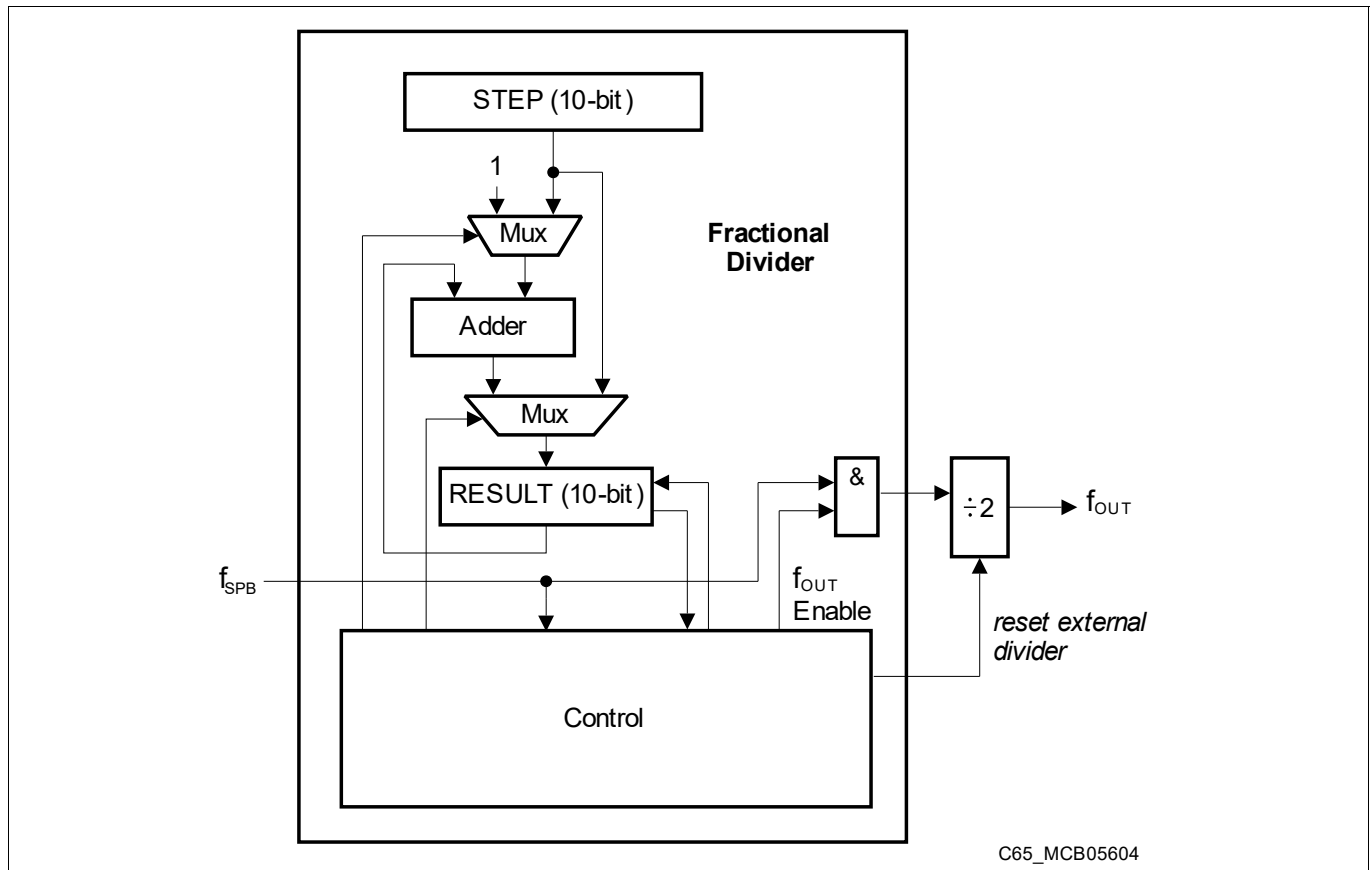 STEP (10-bit)
1
Mux
Fractional
Divider
Adder
Mux
RESULT (10-bit)
&
÷2
fOUT
fSPB
fOUT
Enable
reset external
divider
Control
C65_MCB05604